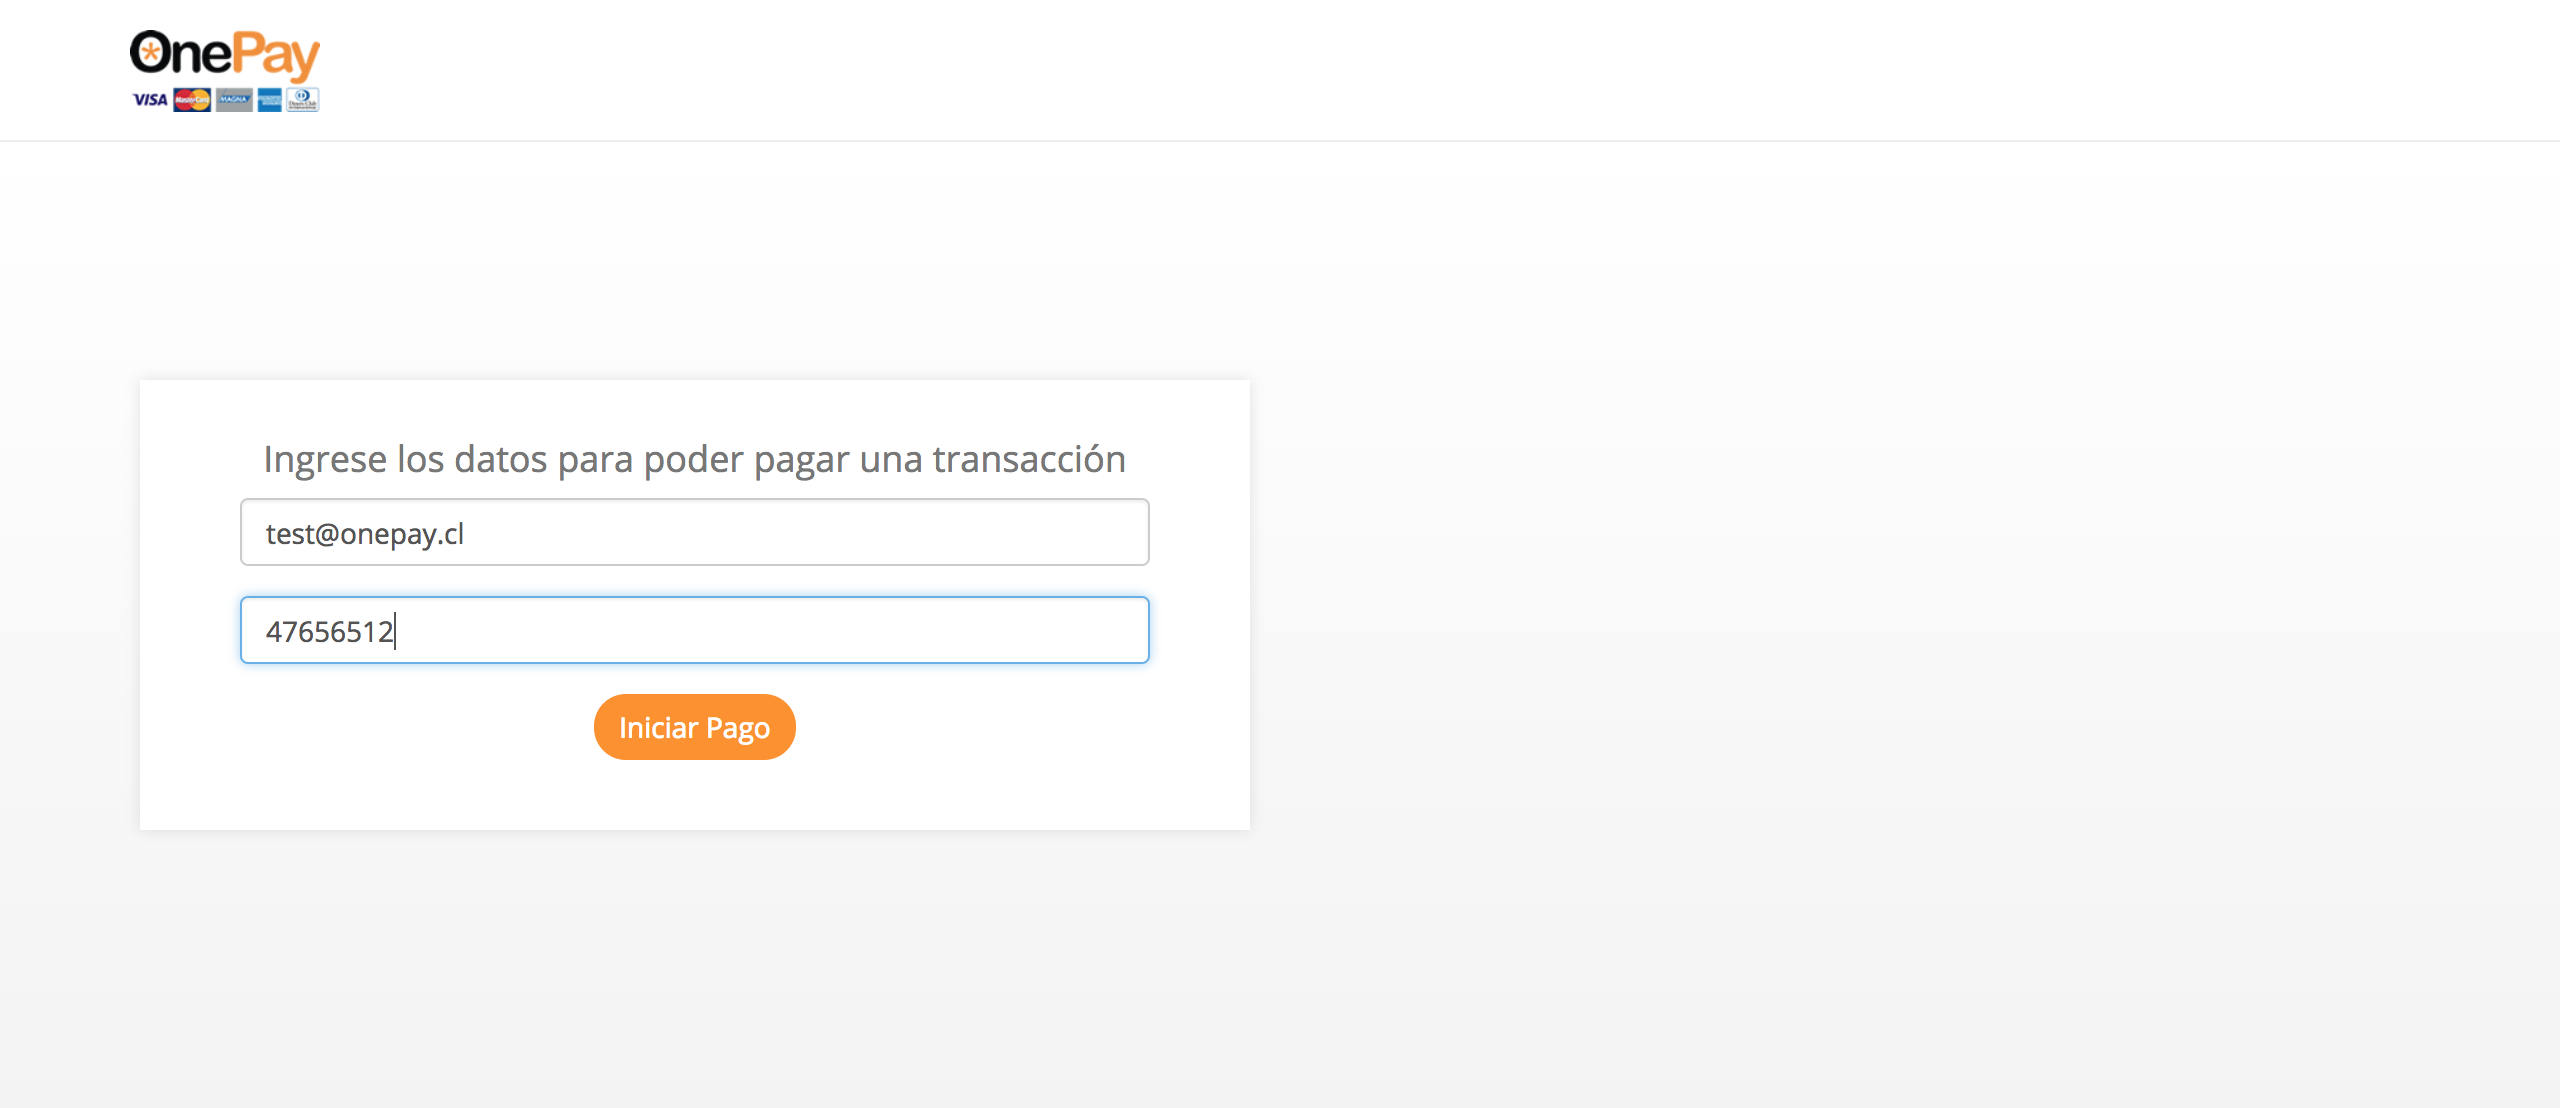 OnePay
VISA MasterCard MAGNA
Ingrese los datos para poder pagar una transacción
test@onepay.cl
47656512
Iniciar Pago